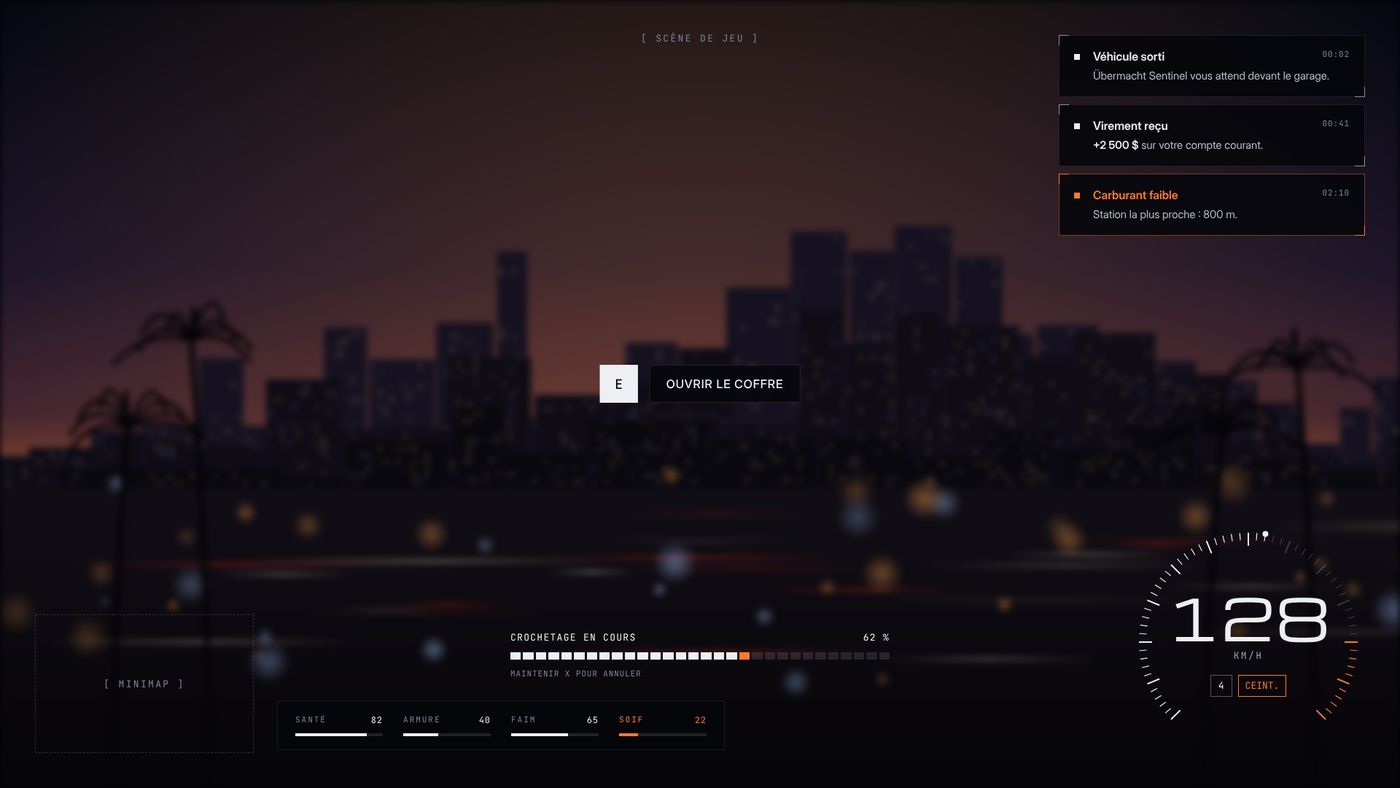 [ SCÈNE DE JEU ]
Véhicule sorti 00:02
Übermacht Sentinel vous attend devant le garage.
Virement reçu 00:41
+2 500 $ sur votre compte courant.
Carburant faible 02:10
Station la plus proche : 800 m.
E OUVRIR LE COFFRE
CROCHETAGE EN COURS 62 %
MAINTENIR X POUR ANNULER
[ MINIMAP ]
SANTÉ 82 ARMURE 40 FAIM 65 SOIF 22
128
KM/H
4 CEINT.